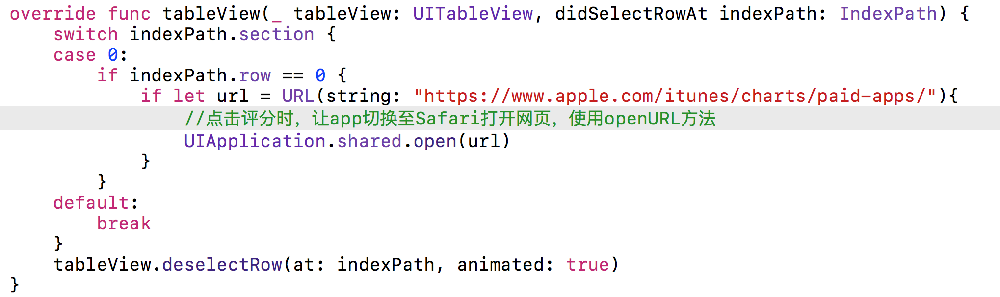 override func tableView(_ tableView: UITableView, didSelectRowAt indexPath: IndexPath) {
    switch indexPath.section {
    case 0:
        if indexPath.row == 0 {
            if let url = URL(string: "https://www.apple.com/itunes/charts/paid-apps/"){
                //点击评分时，让app切换至Safari打开网页，使用openURL方法
                UIApplication.shared.open(url)
            }
        }
    default:
        break
    }
    tableView.deselectRow(at: indexPath, animated: true)
}